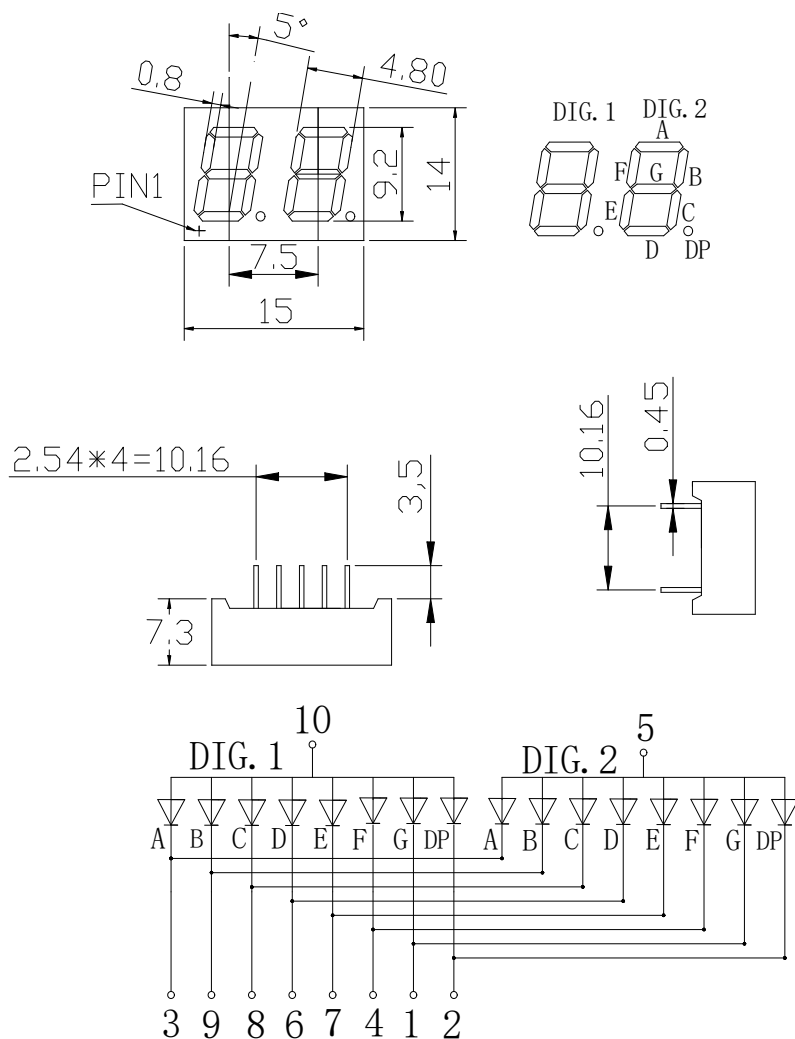 5°
0.8
4.80
PIN1
9.2
14
7.5
15
DIG.1 DIG.2
A
F G B
E C
D DP
2.54*4=10.16
3,5
7.3
10.16
0.45
10 5
DIG.1 DIG.2
A B C D E F G DP A B C D E F G DP
3 9 8 6 7 4 1 2